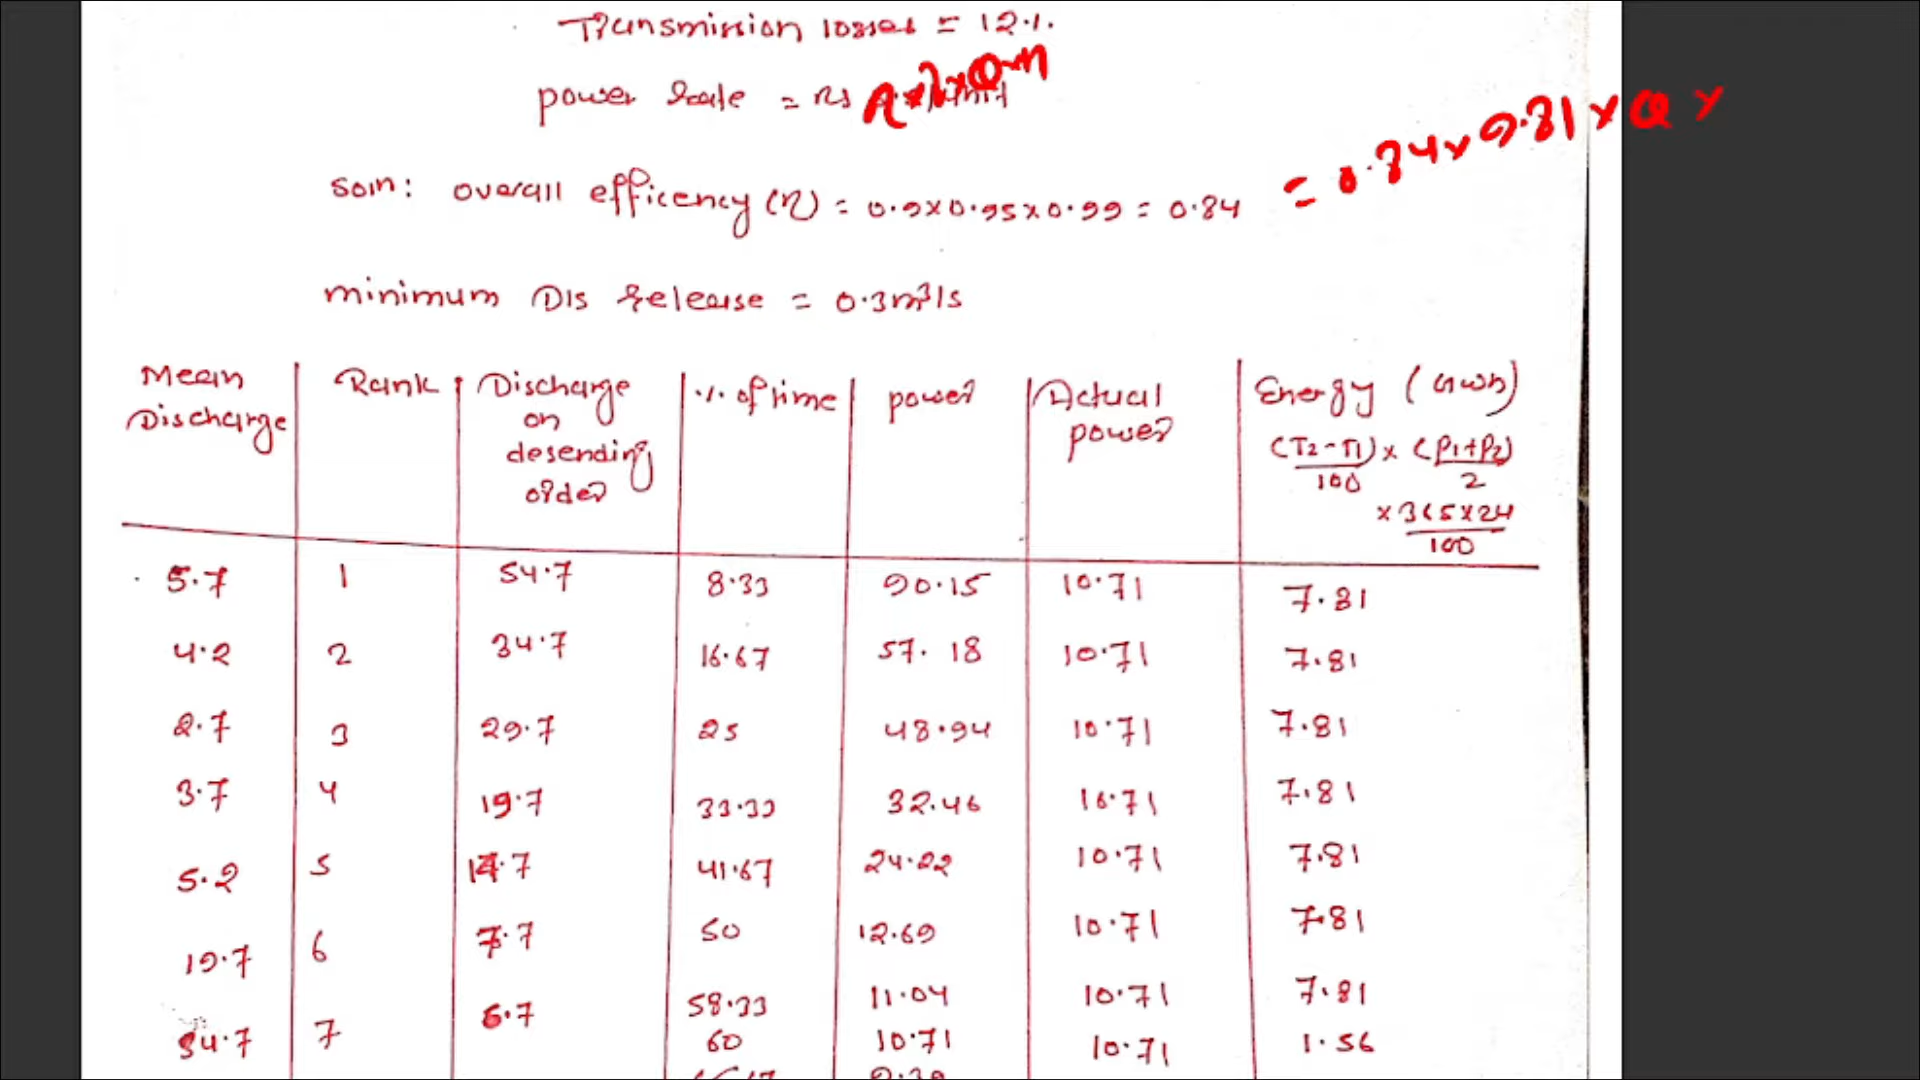 Transmission losses = 12%
power Scale = Rs
η×γ×Q×H
= 0.84×9.81×Q×
Soln: overall efficency (η) = 0.9×0.95×0.99 = 0.84
minimum Dis release = 0.3m³/s
Mean Discharge | Rank | Discharge on desending order | % of time | power | Actual power | Energy (Gwh) (T2-T1)/100 × (P1+P2)/2 × 365×24/100
5.7 | 1 | 54.7 | 8.33 | 90.15 | 10.71 | 7.81
4.2 | 2 | 34.7 | 16.67 | 57.18 | 10.71 | 7.81
2.7 | 3 | 29.7 | 25 | 48.94 | 10.71 | 7.81
3.7 | 4 | 19.7 | 33.33 | 32.46 | 10.71 | 7.81
5.2 | 5 | 14.7 | 41.67 | 24.22 | 10.71 | 7.81
19.7 | 6 | 7.7 | 50 | 12.69 | 10.71 | 7.81
34.7 | 7 | 6.7 | 58.33 | 11.04 | 10.71 | 7.81
60 | 10.71 | 10.71 | 1.56